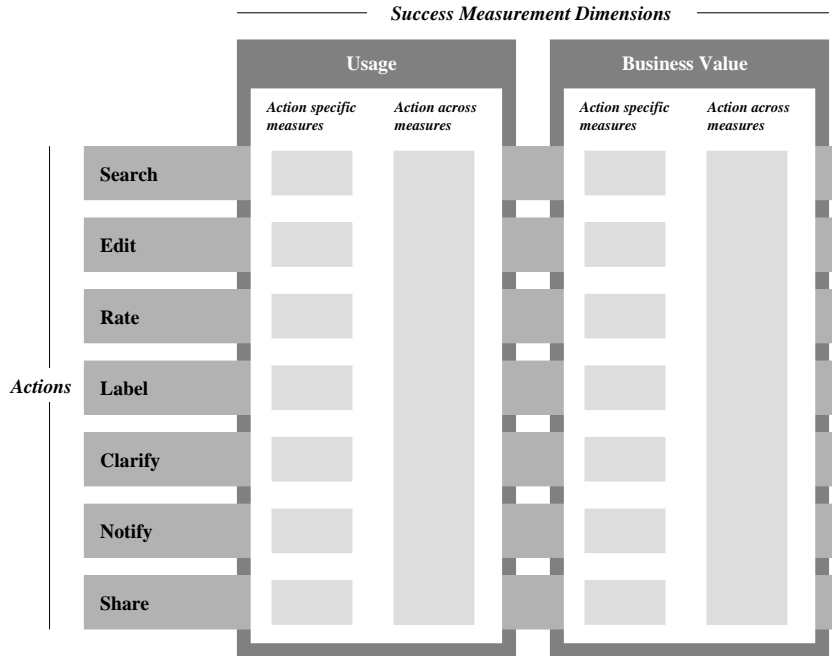 Success Measurement Dimensions
Usage
Business Value
Action specific
measures
Action across
measures
Action specific
measures
Action across
measures
Actions
Search
Edit
Rate
Label
Clarify
Notify
Share